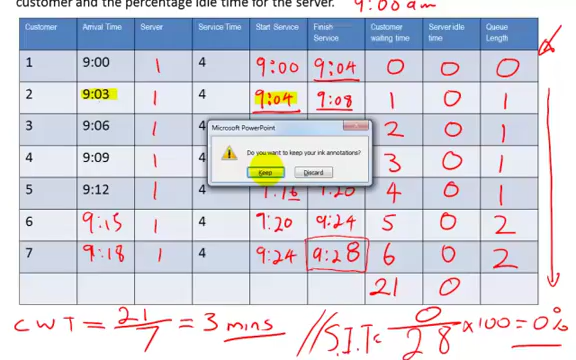 customer and the percentage idle time for the server. 9:00 am
Customer Arrival Time Server Service Time Start Service Finish Service Customer waiting time Server idle time Queue Length
1 9:00 1 4 9:00 9:04 0 0 0
2 9:03 1 4 9:04 9:08 1 0 1
3 9:06 1 4 2 0 1
4 9:09 1 4 3 0 1
5 9:12 1 4 9:16 1:20 4 0 1
6 9:15 1 4 9:20 9:24 5 0 2
7 9:18 1 4 9:24 9:28 6 0 2
21 0
Microsoft PowerPoint
Do you want to keep your ink annotations?
Keep Discard
CWT = 21/7 = 3 mins // S.I.T = 0/28 x 100 = 0%